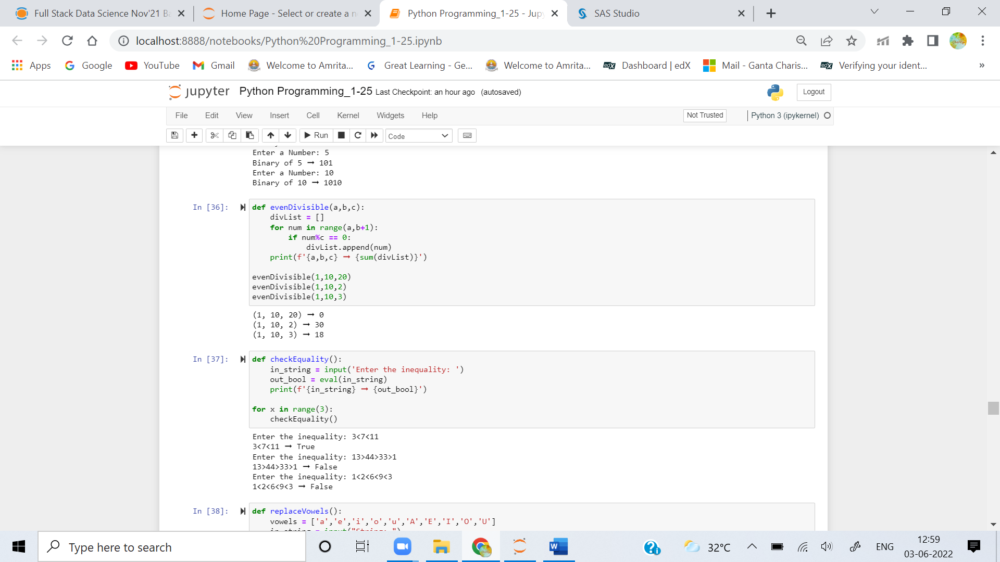 Full Stack Data Science Nov'21 Ba
Home Page - Select or create a n
Python Programming_1-25 - Jupy
SAS Studio
localhost:8888/notebooks/Python%20Programming_1-25.ipynb
Apps
Google
YouTube
Gmail
Welcome to Amrita...
Great Learning - Ge...
Welcome to Amrita...
Dashboard | edX
Mail - Ganta Charis...
Verifying your ident...
»
jupyter Python Programming_1-25 Last Checkpoint: an hour ago (autosaved)
Logout
File Edit View Insert Cell Kernel Widgets Help
Not Trusted
Python 3 (ipykernel)
Run
Code
Enter a Number: 5
Binary of 5 ➞ 101
Enter a Number: 10
Binary of 10 ➞ 1010
In [36]:
def evenDivisible(a,b,c):
    divList = []
    for num in range(a,b+1):
        if num%c == 0:
            divList.append(num)
    print(f'{a,b,c} ➞ {sum(divList)}')
evenDivisible(1,10,20)
evenDivisible(1,10,2)
evenDivisible(1,10,3)
(1, 10, 20) ➞ 0
(1, 10, 2) ➞ 30
(1, 10, 3) ➞ 18
In [37]:
def checkEquality():
    in_string = input('Enter the inequality: ')
    out_bool = eval(in_string)
    print(f'{in_string} ➞ {out_bool}')
for x in range(3):
    checkEquality()
Enter the inequality: 3<7<11
3<7<11 ➞ True
Enter the inequality: 13>44>33>1
13>44>33>1 ➞ False
Enter the inequality: 1<2<6<9<3
1<2<6<9<3 ➞ False
In [38]:
def replaceVowels():
    vowels = ['a','e','i','o','u','A','E','I','O','U']
    in_string = input("String: ")
Type here to search
32°C
ENG
12:59
03-06-2022